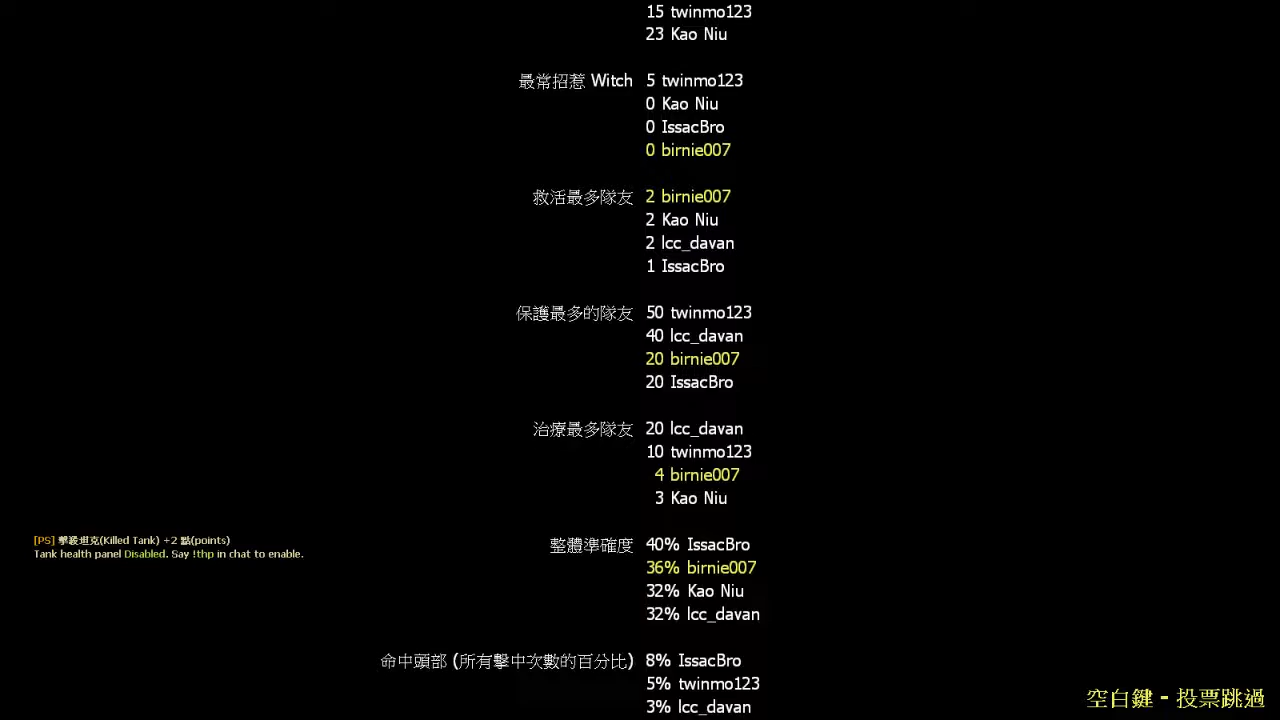 15 twinmo123
23 Kao Niu
最常招惹 Witch 5 twinmo123
0 Kao Niu
0 IssacBro
0 birnie007
救活最多隊友 2 birnie007
2 Kao Niu
2 lcc_davan
1 IssacBro
保護最多的隊友 50 twinmo123
40 lcc_davan
20 birnie007
20 IssacBro
治療最多隊友 20 lcc_davan
10 twinmo123
4 birnie007
3 Kao Niu
[PS] 擊殺坦克(Killed Tank) +2 點(points)
Tank health panel Disabled. Say !thp in chat to enable.
整體準確度 40% IssacBro
36% birnie007
32% Kao Niu
32% lcc_davan
命中頭部 (所有擊中次數的百分比) 8% IssacBro
5% twinmo123
3% lcc_davan
空白鍵 - 投票跳過